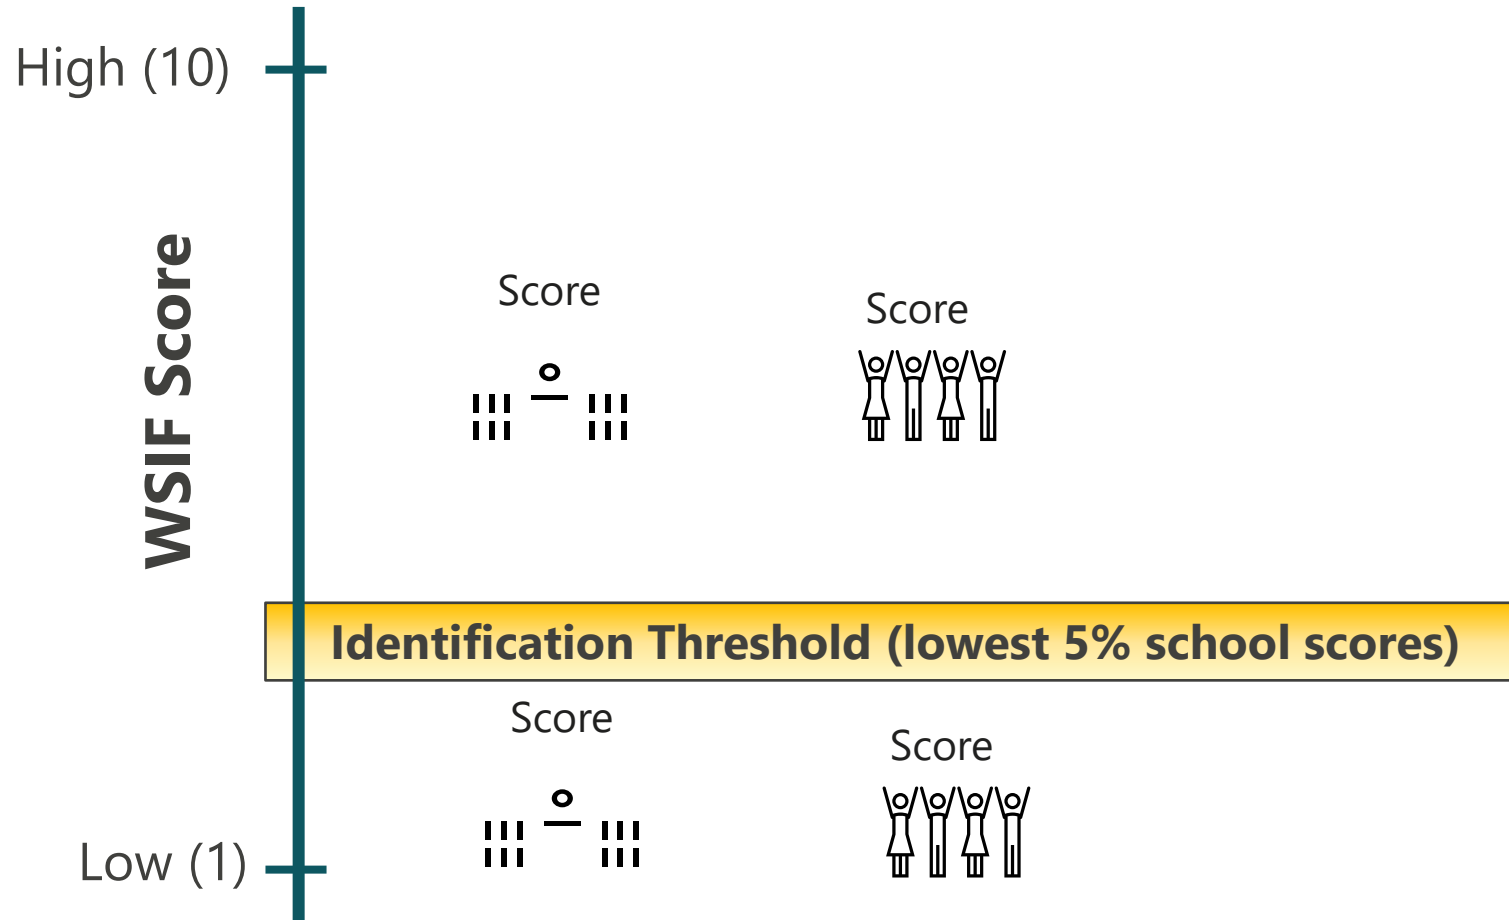 High (10)
WSIF Score
Score
Score
Identification Threshold (lowest 5% school scores)
Score
Score
Low (1)